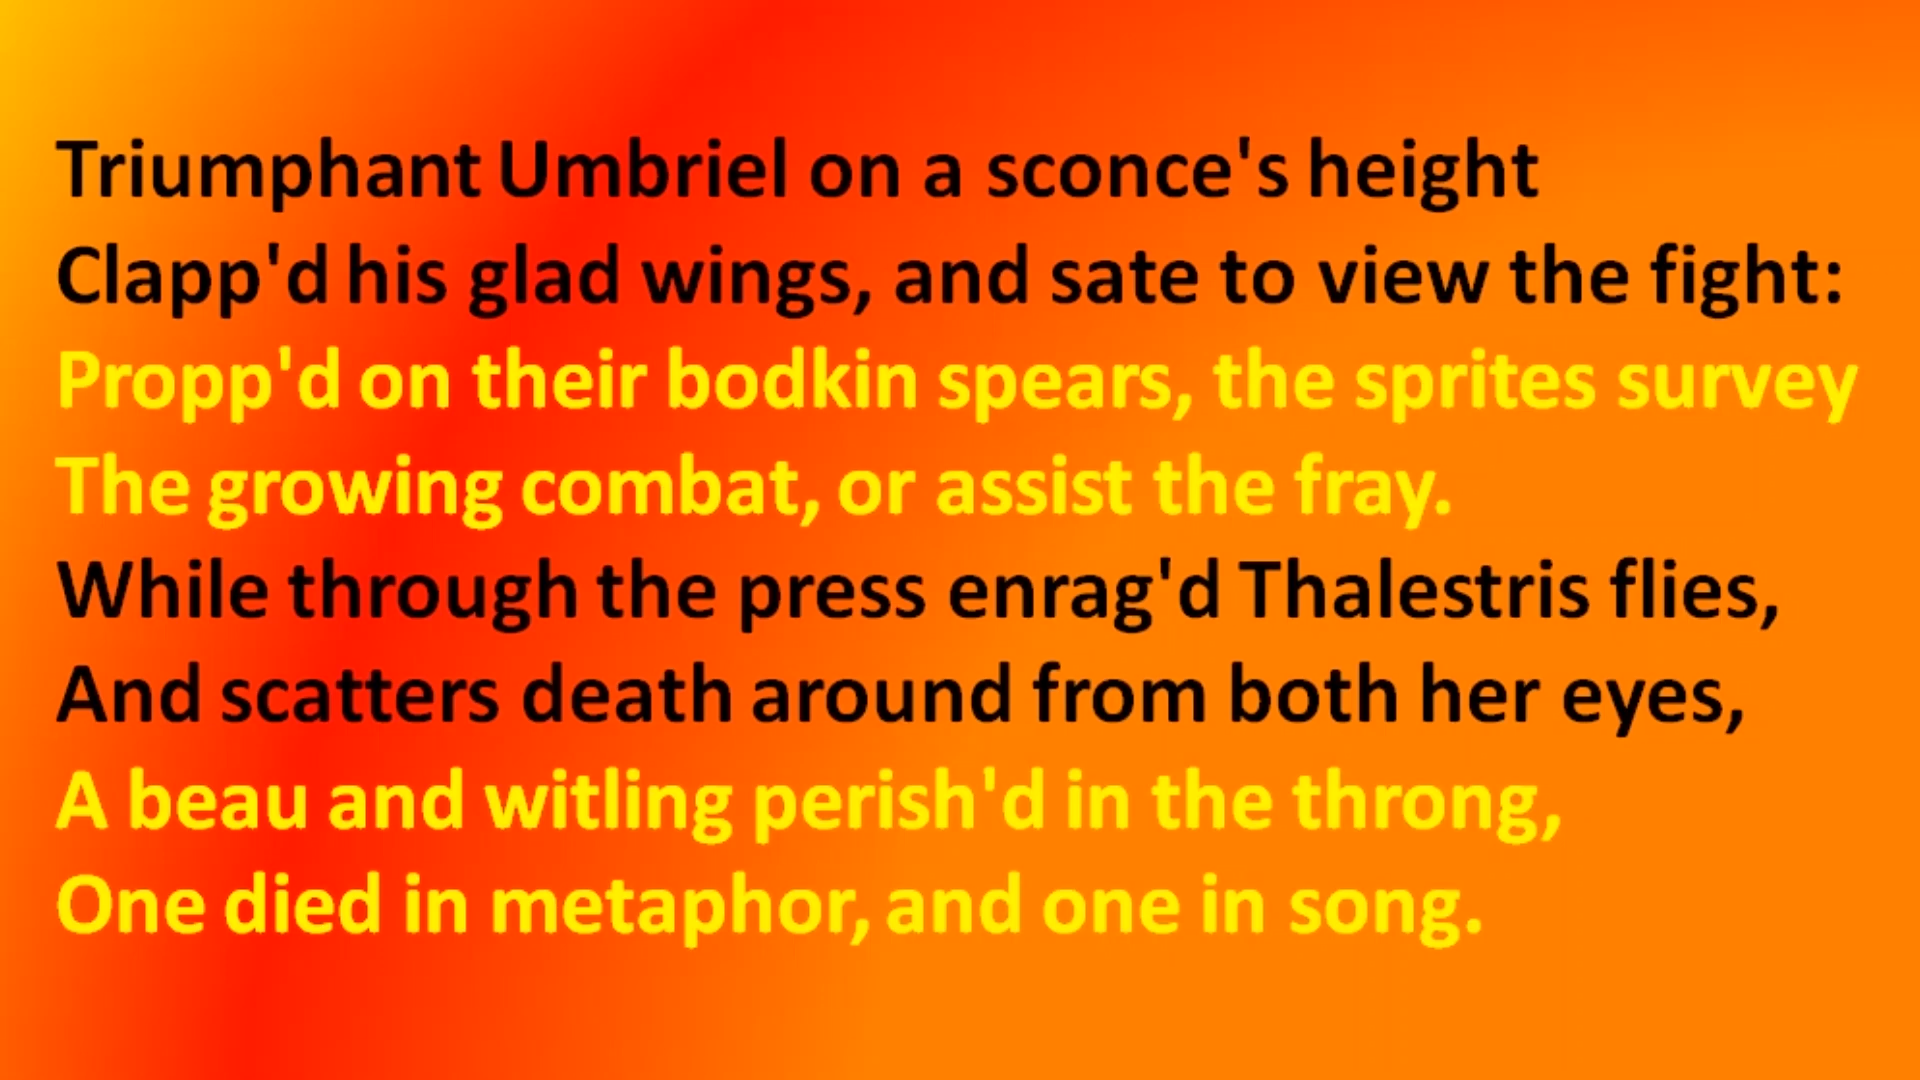 Triumphant Umbriel on a sconce's height
Clapp'd his glad wings, and sate to view the fight:
Propp'd on their bodkin spears, the sprites survey
The growing combat, or assist the fray.
While through the press enrag'd Thalestris flies,
And scatters death around from both her eyes,
A beau and witling perish'd in the throng,
One died in metaphor, and one in song.